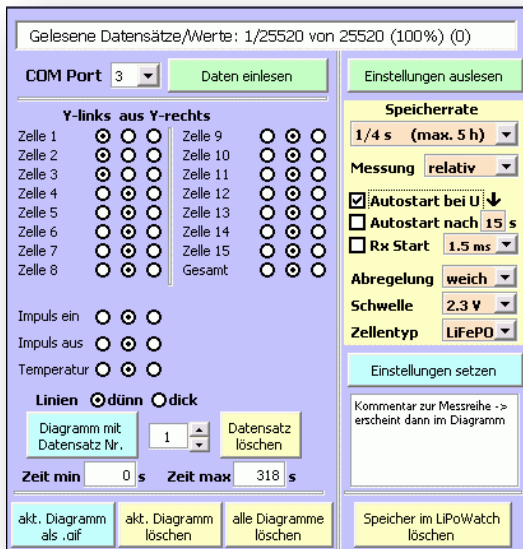 Gelesene Datensätze/Werte: 1/25520 von 25520 (100%) (0)
COM Port 3 Daten einlesen
Y-links aus Y-rechts
Zelle 1 Zelle 9
Zelle 2 Zelle 10
Zelle 3 Zelle 11
Zelle 4 Zelle 12
Zelle 5 Zelle 13
Zelle 6 Zelle 14
Zelle 7 Zelle 15
Zelle 8 Gesamt
Impuls ein
Impuls aus
Temperatur
Linien dünn dick
Diagramm mit
Datensatz Nr.
1
Datensatz
löschen
Zeit min 0 s Zeit max 318 s
akt. Diagramm
als .gif
akt. Diagramm
löschen
alle Diagramme
löschen
Einstellungen auslesen
Speicherrate
1/4 s (max. 5 h)
Messung relativ
Autostart bei U
Autostart nach 15 s
Rx Start 1.5 ms
Abregelung weich
Schwelle 2.3 V
Zellentyp LiFePO
Einstellungen setzen
Kommentar zur Messreihe ->
erscheint dann im Diagramm
Speicher im LiPoWatch
löschen